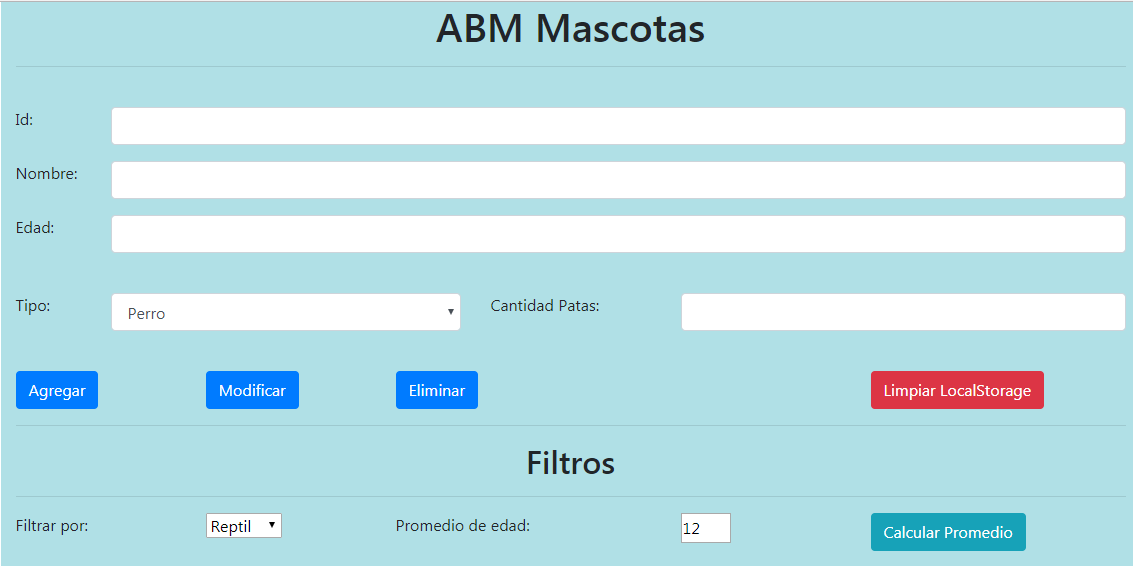 ABM Mascotas
Id:
Nombre:
Edad:
Tipo: Perro Cantidad Patas:
Agregar Modificar Eliminar Limpiar LocalStorage
Filtros
Filtrar por: Reptil Promedio de edad: 12 Calcular Promedio